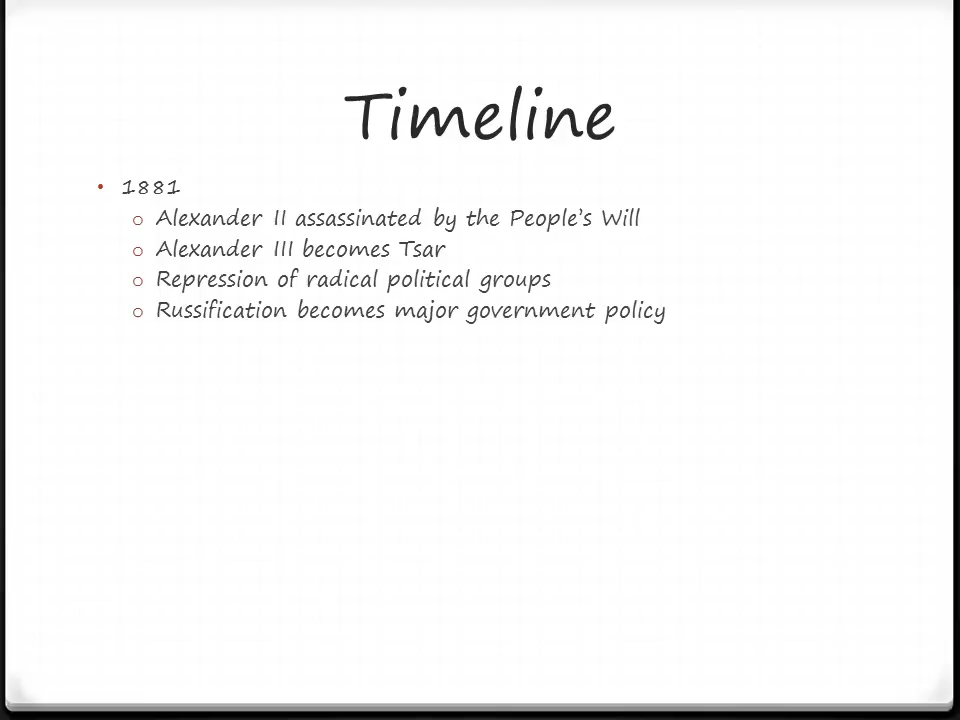 Timeline
• 1881
o Alexander II assassinated by the People’s Will
o Alexander III becomes Tsar
o Repression of radical political groups
o Russification becomes major government policy